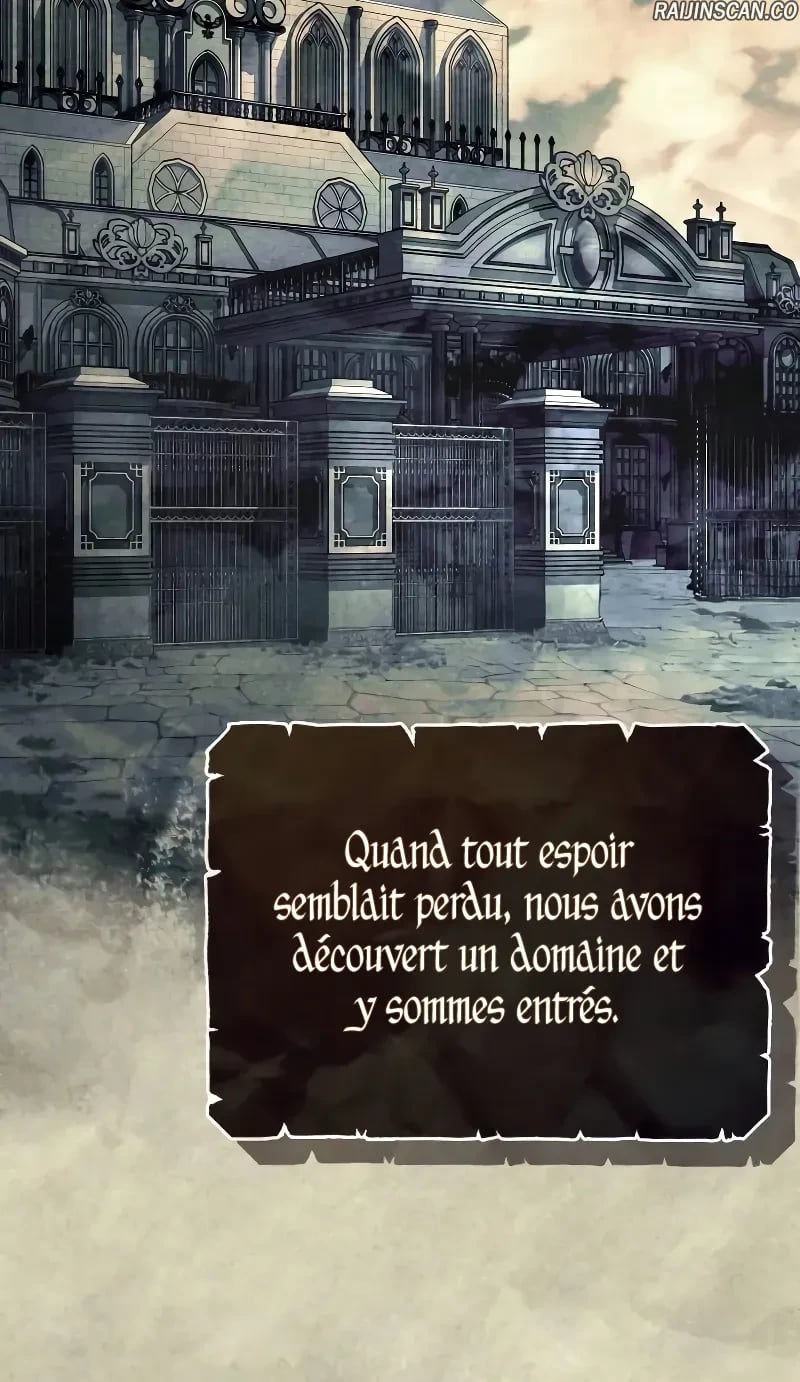 RAIJINSCAN.CO
Quand tout espoir
semblait perdu, nous avons
découvert un domaine et
y sommes entrés.